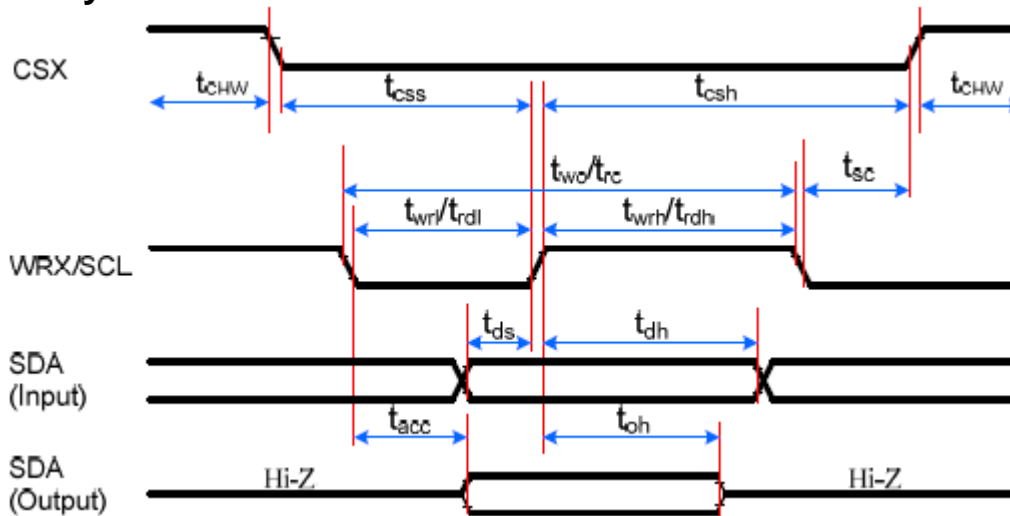 CSX
tCHW
tcss
tcsh
tCHW
twc/trc
tsc
twrl/trdl
twrh/trdh
WRX/SCL
tds
tdh
SDA
(Input)
tacc
toh
SDA
(Output)
Hi-Z
Hi-Z